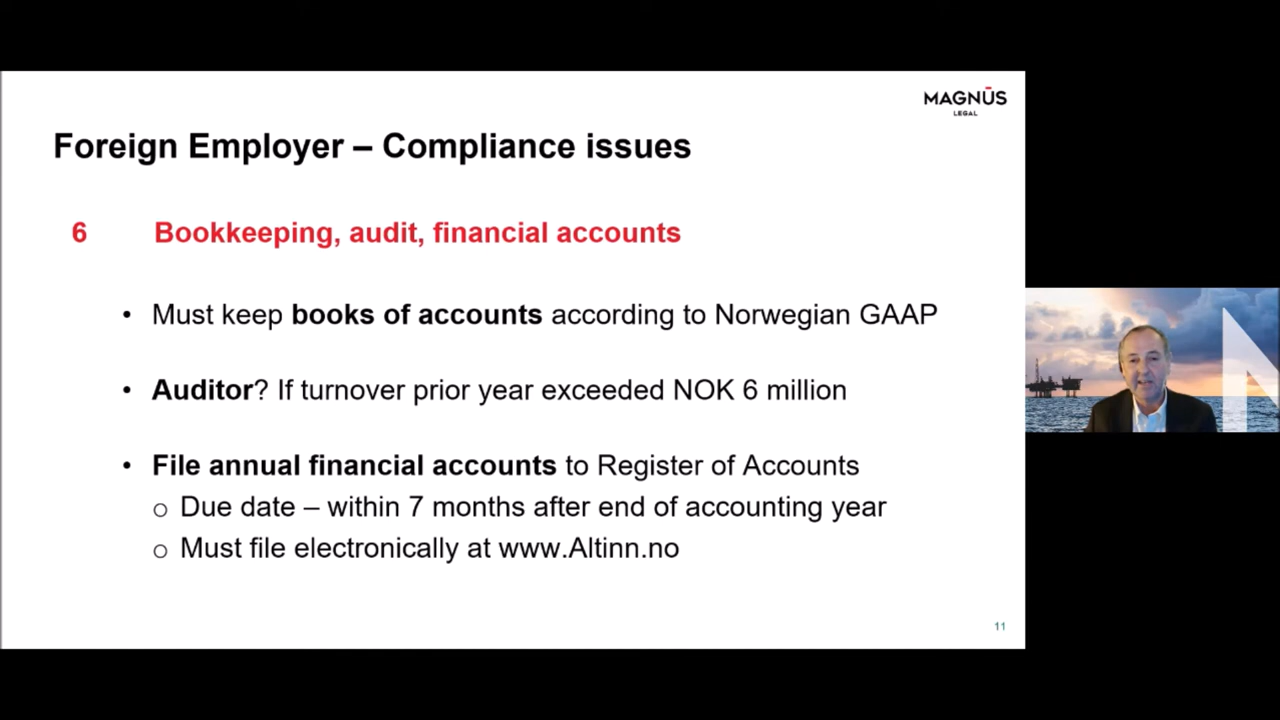 MAGNŪS
LEGAL
Foreign Employer – Compliance issues
6 Bookkeeping, audit, financial accounts
• Must keep books of accounts according to Norwegian GAAP
• Auditor? If turnover prior year exceeded NOK 6 million
• File annual financial accounts to Register of Accounts
o Due date – within 7 months after end of accounting year
o Must file electronically at www.Altinn.no
11